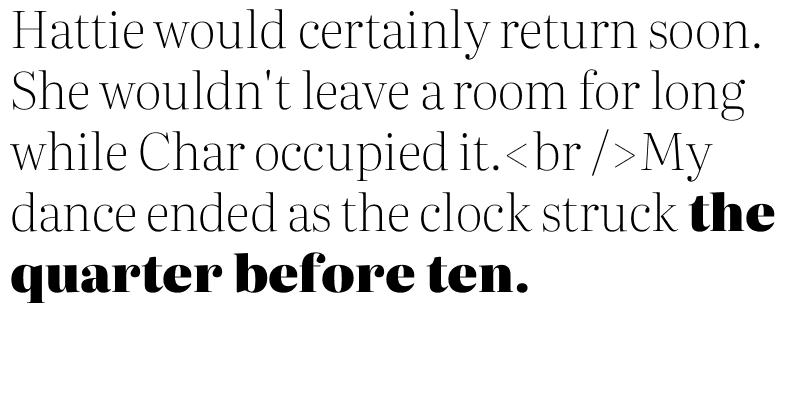 Hattie would certainly return soon.
She wouldn't leave a room for long
while Char occupied it.<br />My
dance ended as the clock struck the
quarter before ten.